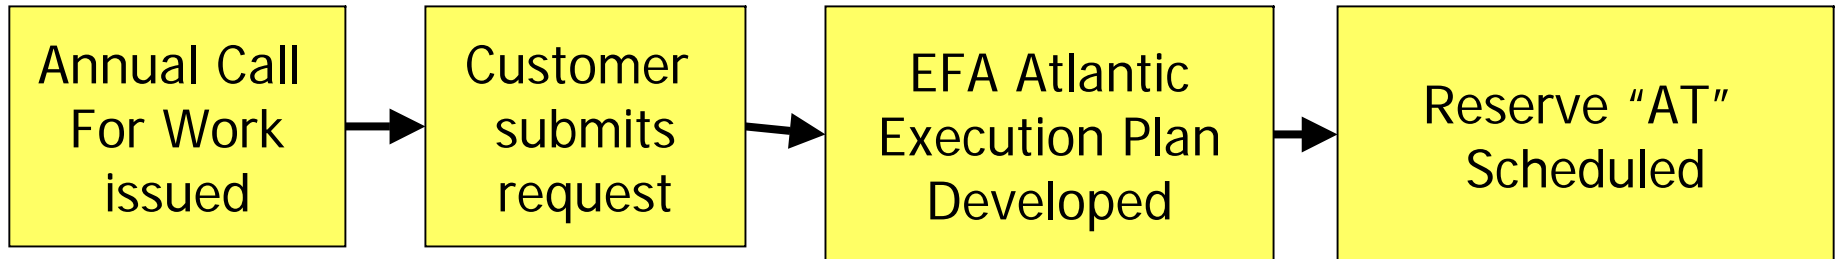 Annual Call
For Work
issued
Customer
submits
request
EFA Atlantic
Execution Plan
Developed
Reserve “AT”
Scheduled